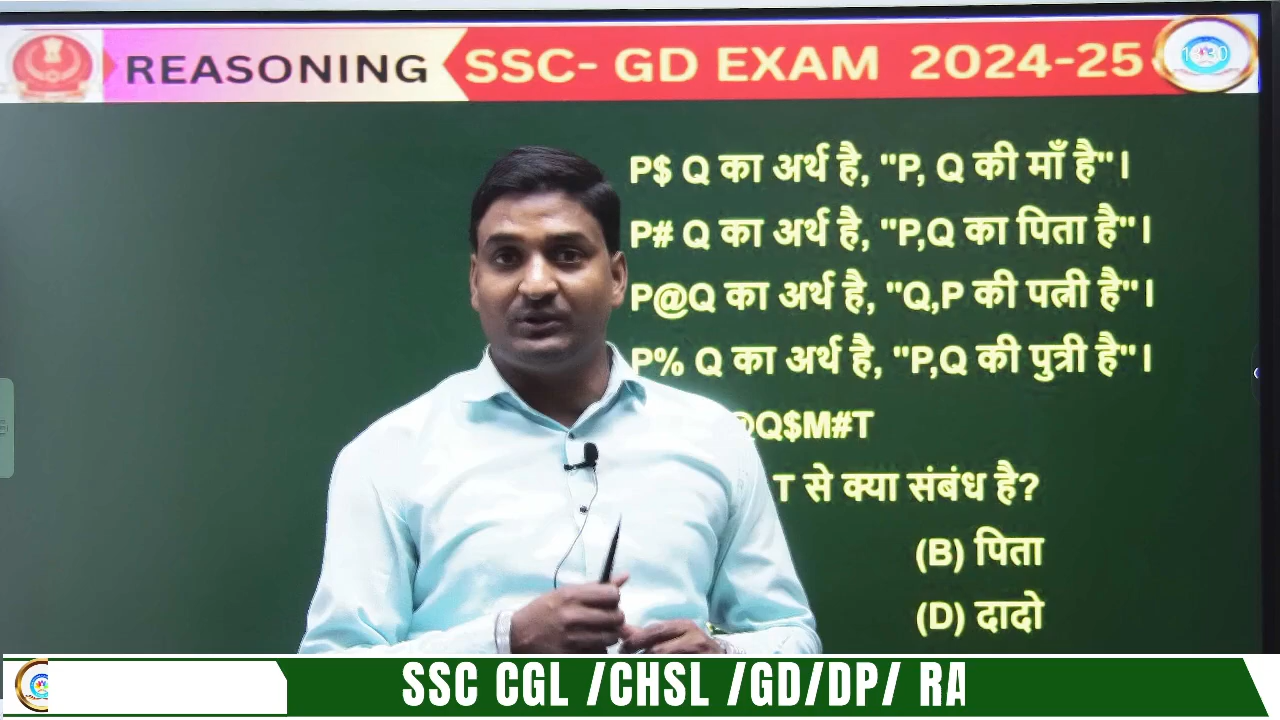 REASONING
SSC- GD EXAM 2024-25
P$ Q का अर्थ है, "P, Q की माँ है"।
P# Q का अर्थ है, "P,Q का पिता है"।
P@Q का अर्थ है, "Q,P की पत्नी है"।
P% Q का अर्थ है, "P,Q की पुत्री है"।
Q$M#T
T से क्या संबंध है?
(B) पिता
(D) दादो
SSC CGL /CHSL /GD/DP/ RA